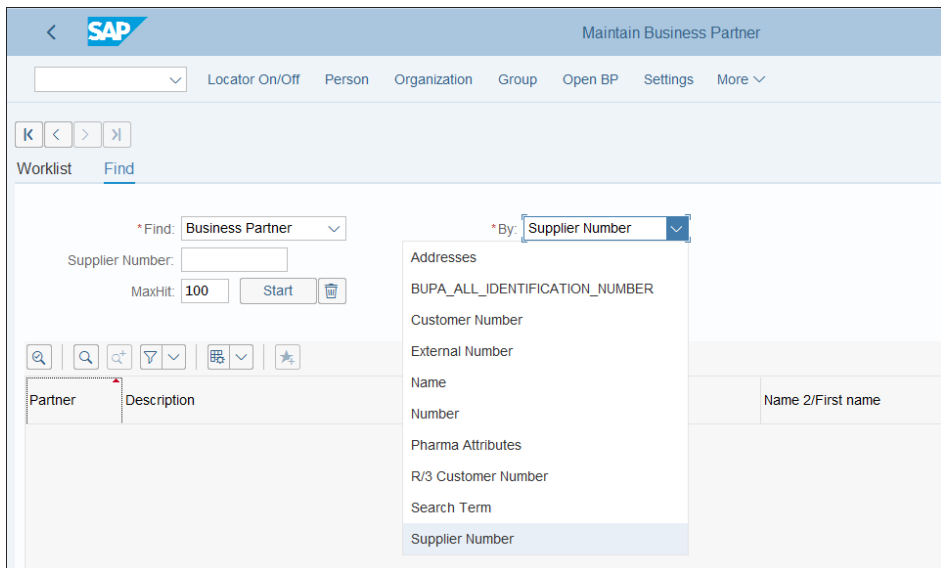 SAP Maintain Business Partner
Locator On/Off Person Organization Group Open BP Settings More
Worklist Find
*Find: Business Partner *By: Supplier Number
Supplier Number:
MaxHit: 100 Start
Addresses
BUPA_ALL_IDENTIFICATION_NUMBER
Customer Number
External Number
Name
Number
Pharma Attributes
R/3 Customer Number
Search Term
Supplier Number
Partner Description Name 2/First name